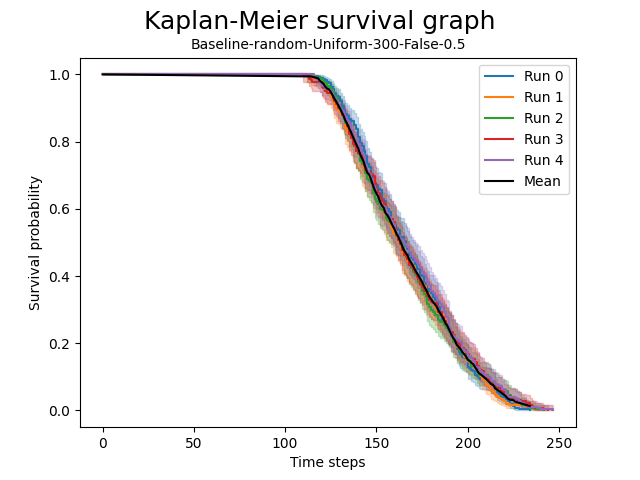 Kaplan-Meier survival graph
Baseline-random-Uniform-300-False-0.5
Survival probability
1.0
0.8
0.6
0.4
0.2
0.0
Run 0
Run 1
Run 2
Run 3
Run 4
Mean
0
50
100
150
200
250
Time steps